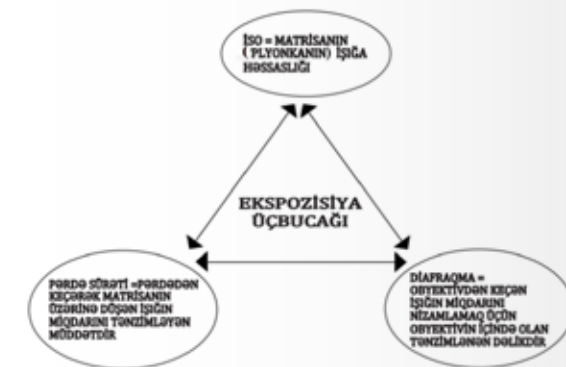 İSO = MATRİSANIN
( PLYONKANIN) İŞIĞA
HƏSSASLIĞI
EKSPOZİSİYA
ÜÇBUCAĞI
PƏRDƏ SÜRƏTİ =PƏRDƏDƏN
KEÇƏRƏK MATRİSANIN
ÜZƏRİNƏ DÜŞƏN İŞIĞIN
MİQDARINI TƏNZİMLƏYƏN
MÜDDƏTDİR
DİAFRAQMA =
OBYEKTİVDƏN KEÇƏN
İŞIĞIN MİQDARINI
NİZAMLAMAQ ÜÇÜN
OBYEKTİVİN İÇİNDƏ OLAN
TƏNZİMLƏNƏN DƏLİKDİR